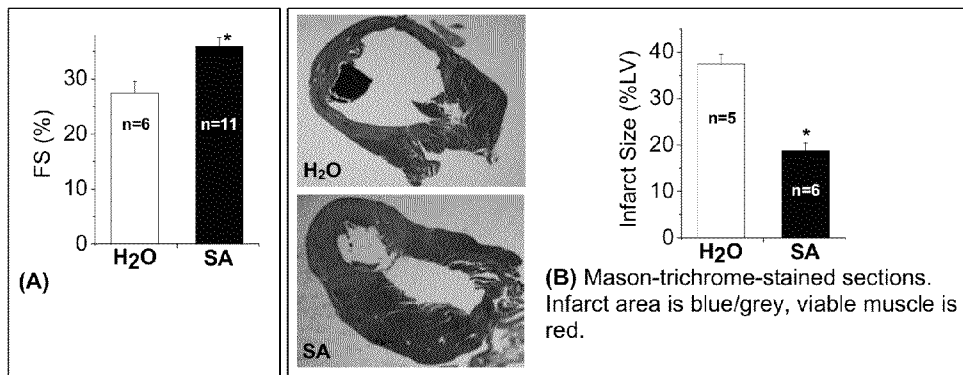 FS (%)
30
20
10
0
n=6
n=11
*
H2O
SA
(A)
H2O
SA
Infarct Size (%LV)
40
30
20
10
0
n=5
n=6
*
H2O
SA
(B) Mason-trichrome-stained sections.
Infarct area is blue/grey, viable muscle is
red.